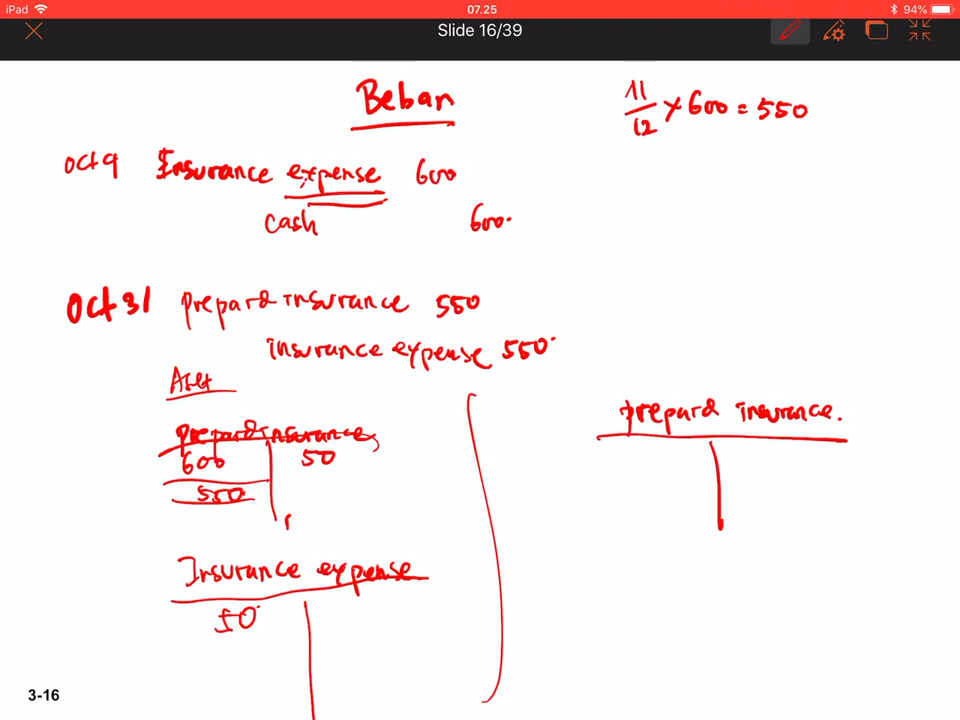 iPad 07.25 94%
Slide 16/39
Beban
11/12 × 600 = 550
Oct 9 Insurance expense 600
cash 600
Oct 31 prepaid insurance 550
insurance expense 550
Aset
prepaid insurance
600 50
550
prepaid insurance.
Insurance expense
50
3-16